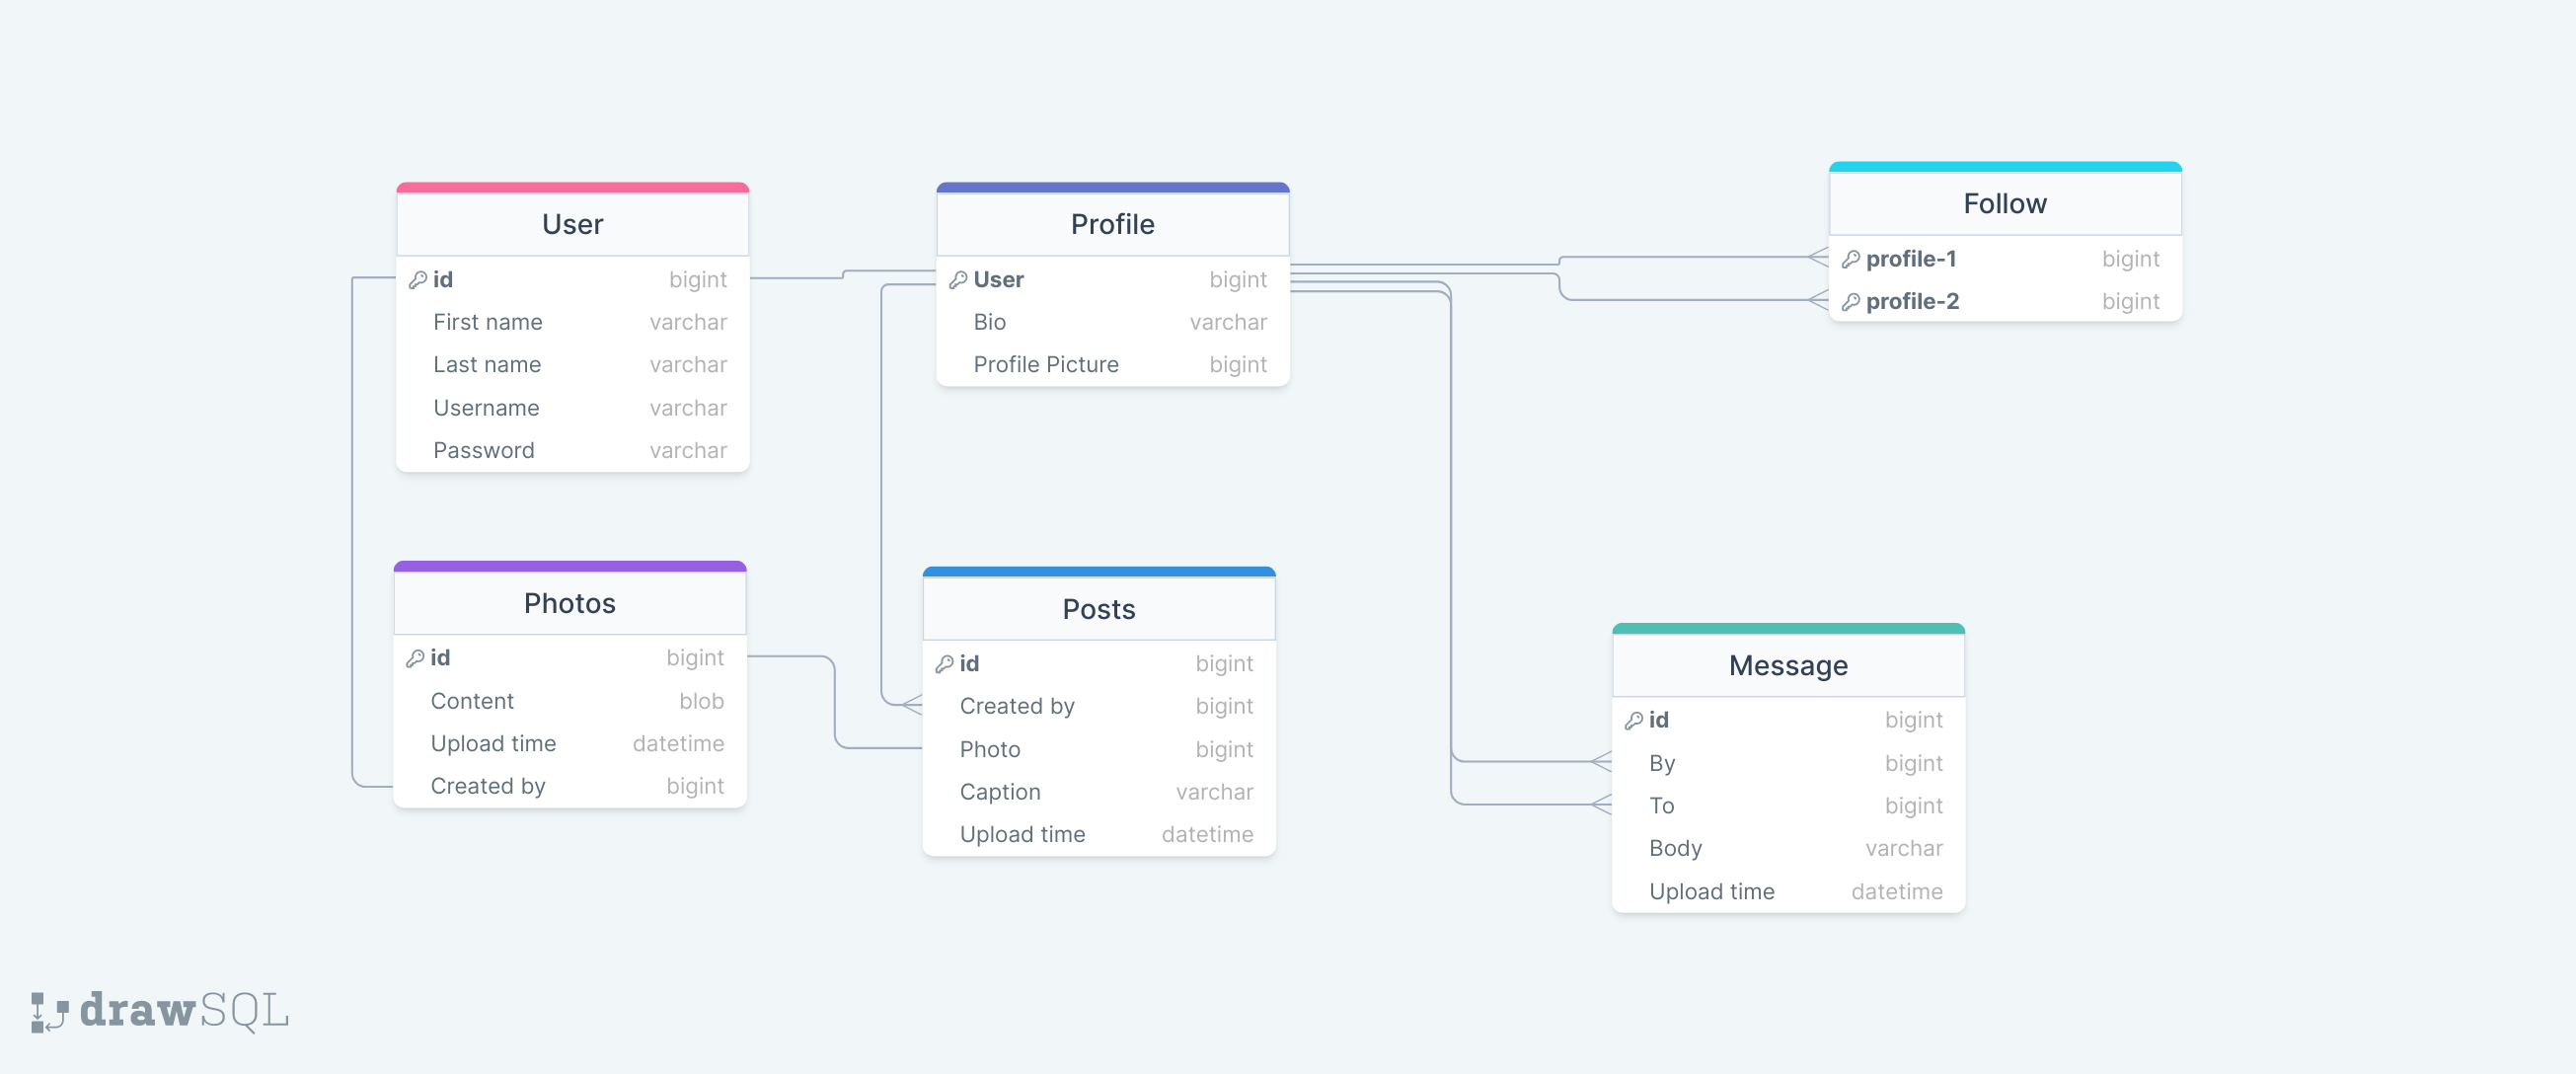 User
id bigint
First name varchar
Last name varchar
Username varchar
Password varchar
Profile
User bigint
Bio varchar
Profile Picture bigint
Follow
profile-1 bigint
profile-2 bigint
Photos
id bigint
Content blob
Upload time datetime
Created by bigint
Posts
id bigint
Created by bigint
Photo bigint
Caption varchar
Upload time datetime
Message
id bigint
By bigint
To bigint
Body varchar
Upload time datetime
drawSQL